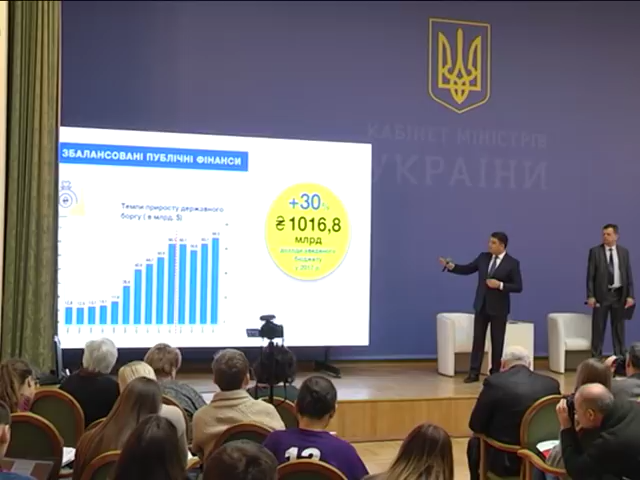 КАБІНЕТ МІНІСТРІВ
УКРАЇНИ
ЗБАЛАНСОВАНІ ПУБЛІЧНІ ФІНАНСИ
Темпи приросту державного
боргу ( в млрд. $)
+30%
₴ 1016,8
млрд
доходи зведеного
бюджету
у 2017 р.
12